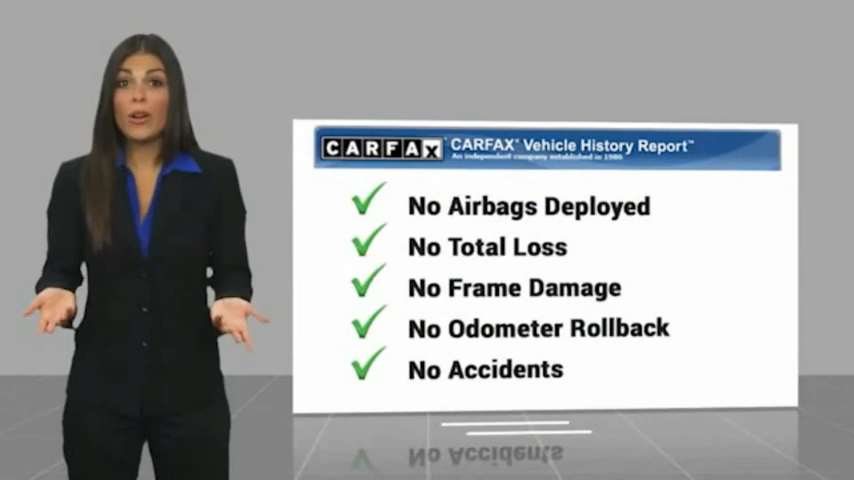 CARFAX CARFAX® Vehicle History Report™
An independent company established in 1986
No Airbags Deployed
No Total Loss
No Frame Damage
No Odometer Rollback
No Accidents
No Accidents